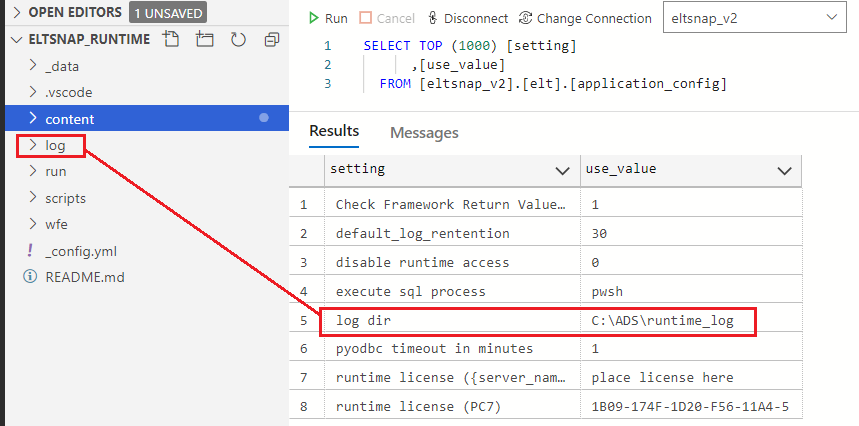 OPEN EDITORS 1 UNSAVED
ELTSNAP_RUNTIME
_data
.vscode
content
log
run
scripts
wfe
! _config.yml
README.md
Run Cancel Disconnect Change Connection eltsnap_v2
1 SELECT TOP (1000) [setting]
2 ,[use_value]
3 FROM [eltsnap_v2].[elt].[application_config]
Results Messages
setting use_value
1 Check Framework Return Value… 1
2 default_log_rentention 30
3 disable runtime access 0
4 execute sql process pwsh
5 log dir C:\ADS\runtime_log
6 pyodbc timeout in minutes 1
7 runtime license ({server_nam… place license here
8 runtime license (PC7) 1B09-174F-1D20-F56-11A4-5